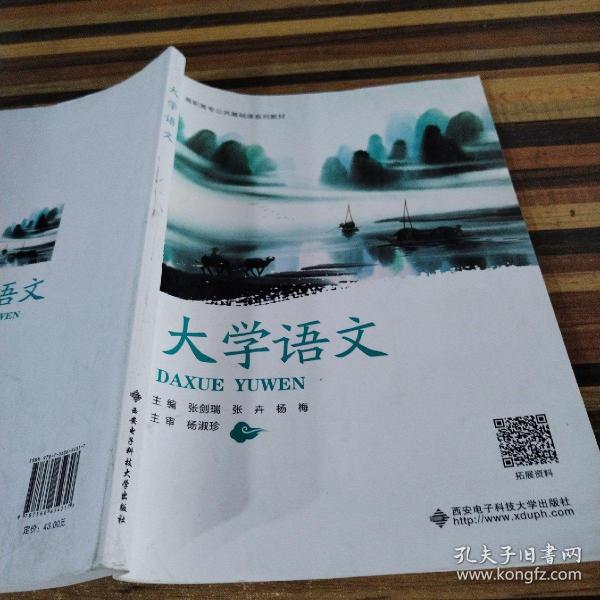 高职高专公共基础课系列教材
大学语文
DAXUE YUWEN
主编 张剑瑞 张卉 杨梅
主审 杨淑珍
拓展资料
西安电子科技大学出版社
http://www.xduph.com
大学语文
西安电子科技大学出版社
语文
WEN
定价：43.00元
孔夫子旧书网
www.kongfz.com